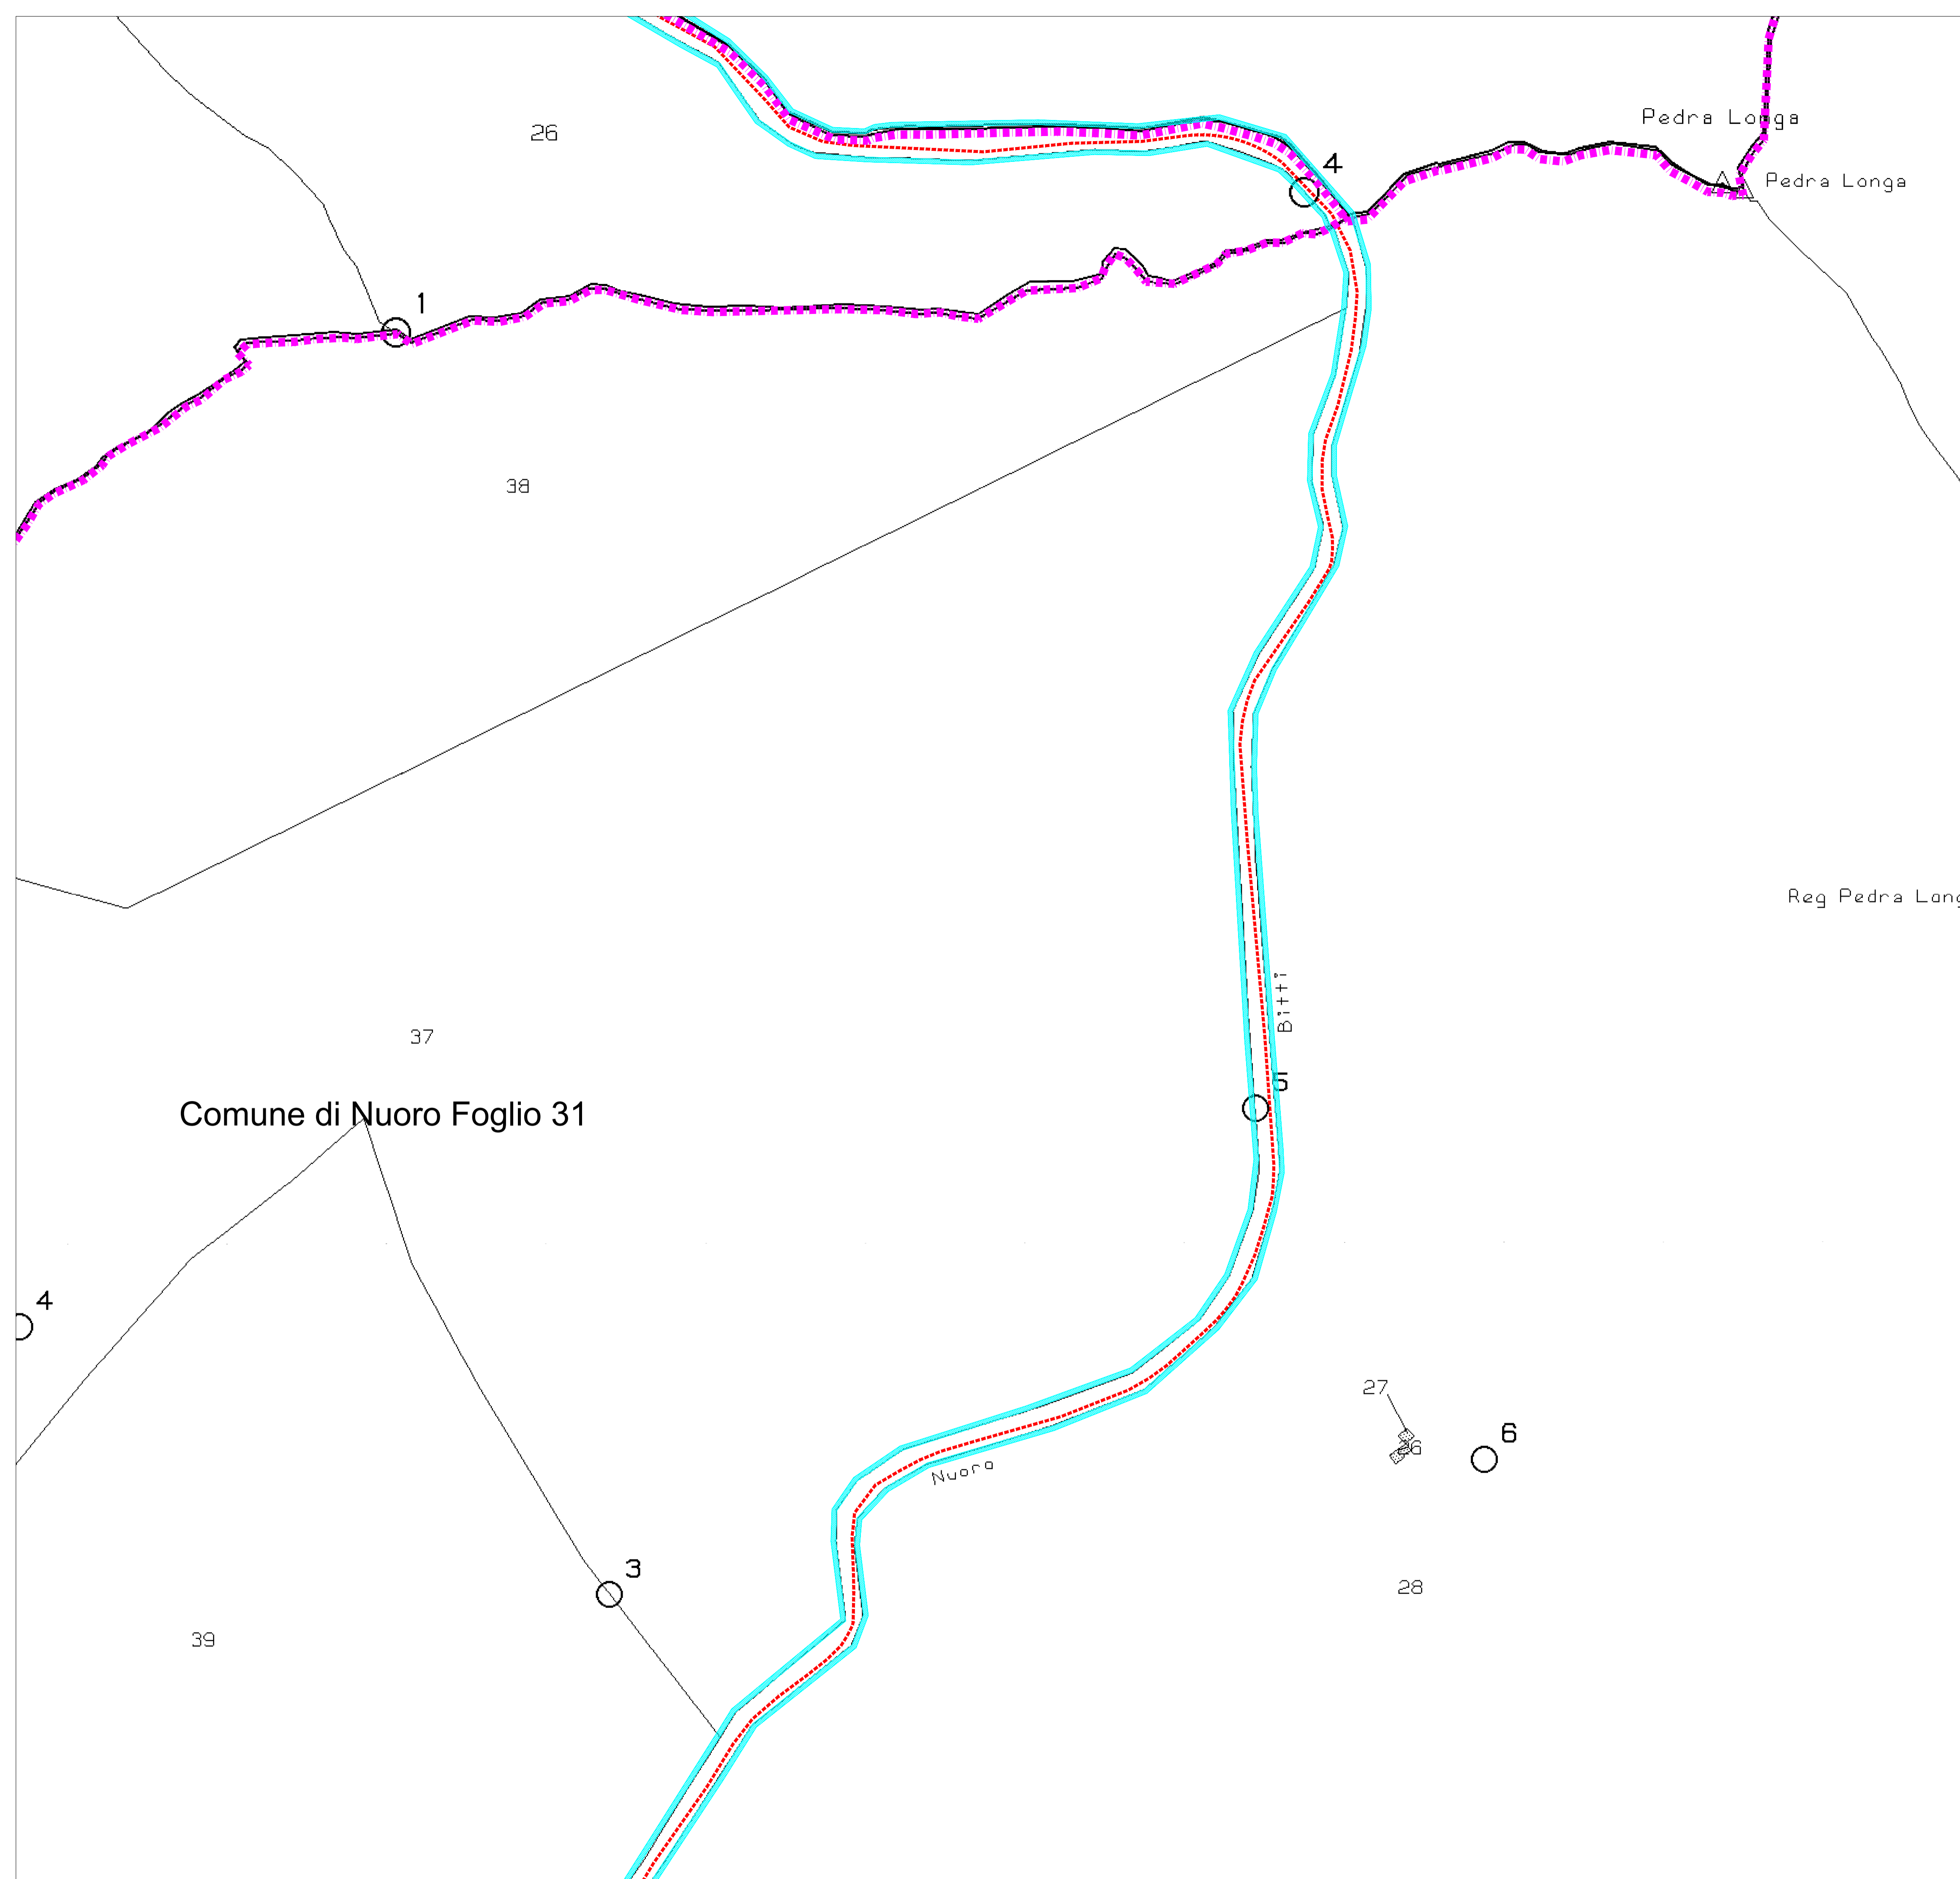 Pedra Longa
26
4
Pedra Longa
1
38
Reg Pedra Long
Bitti
37
5
Comune di Nuoro Foglio 31
4
27
6
26
Nuoro
3
28
39